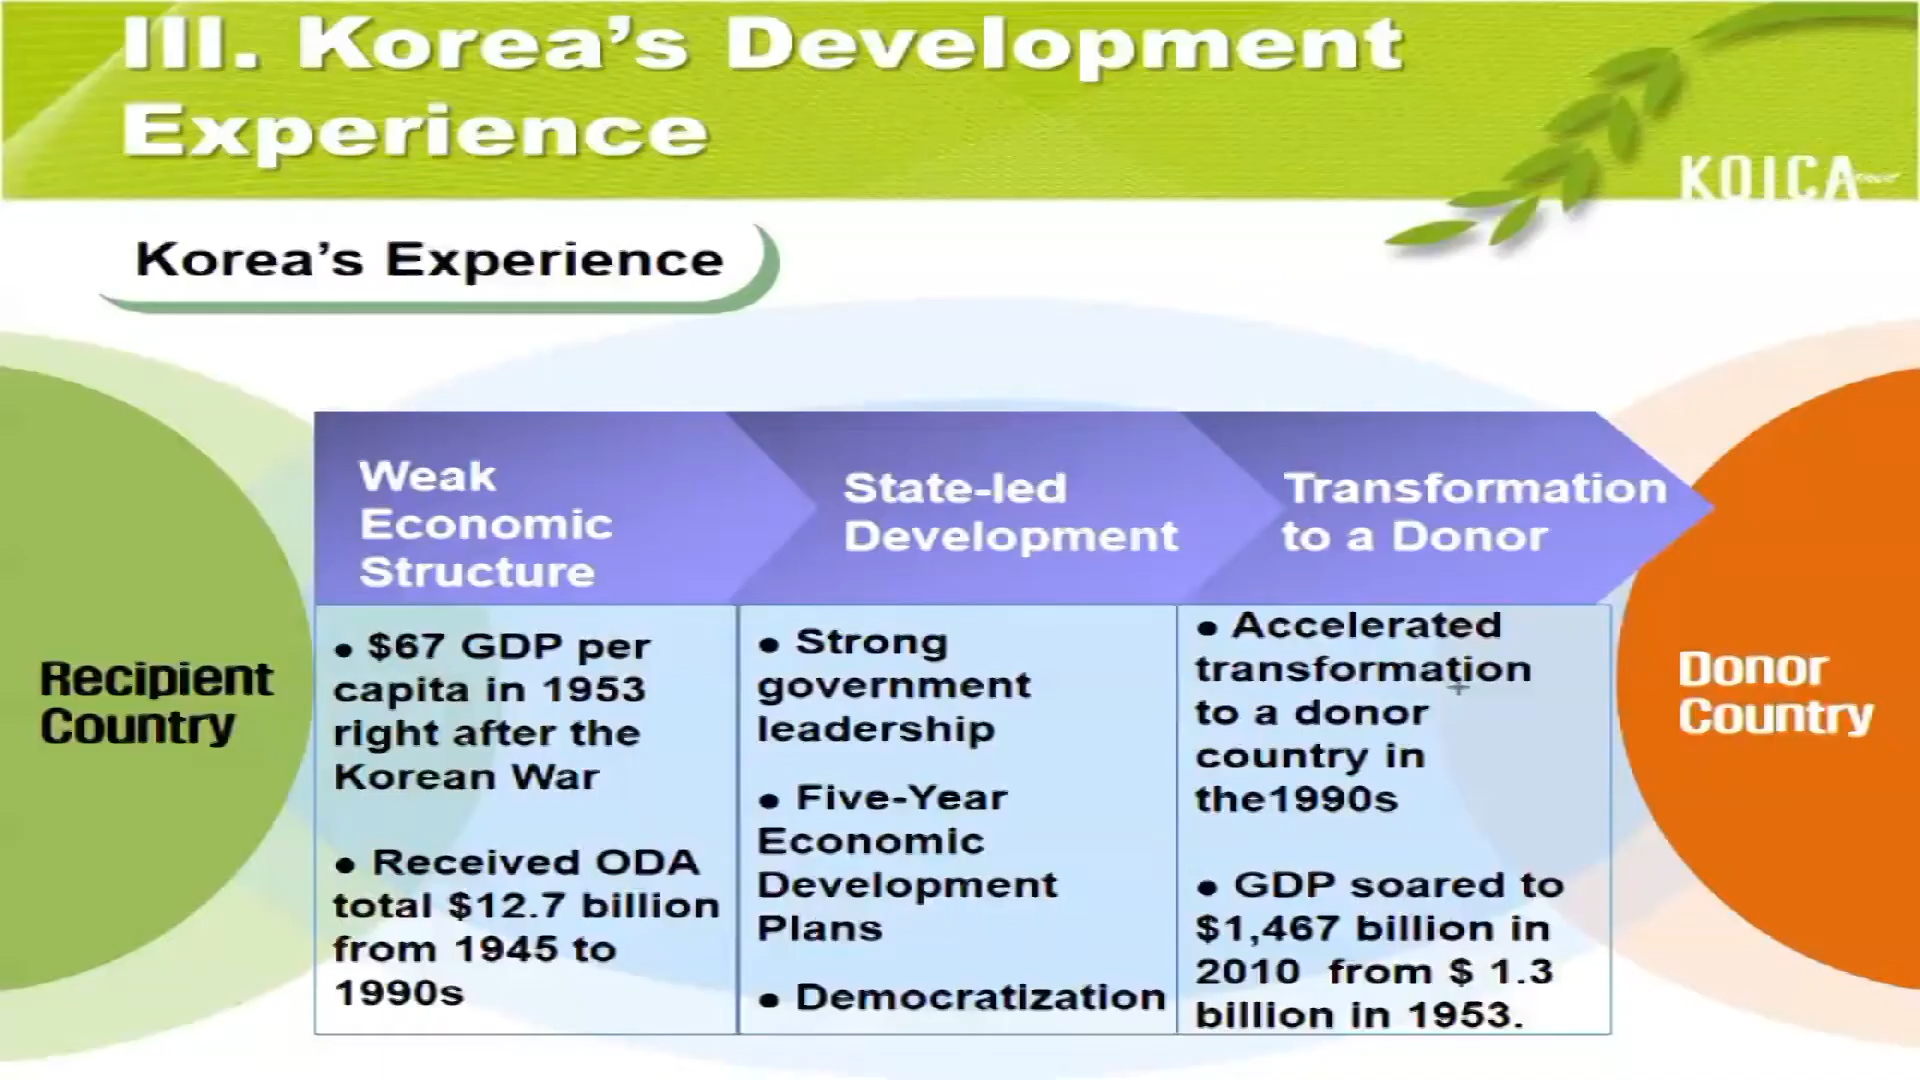 III. Korea's Development
Experience
KOICA
Korea's Experience
Recipient
Country
Weak
Economic
Structure
● $67 GDP per
capita in 1953
right after the
Korean War
● Received ODA
total $12.7 billion
from 1945 to
1990s
State-led
Development
● Strong
government
leadership
● Five-Year
Economic
Development
Plans
● Democratization
Transformation
to a Donor
● Accelerated
transformation
to a donor
country in
the1990s
● GDP soared to
$1,467 billion in
2010 from $ 1.3
billion in 1953.
Donor
Country